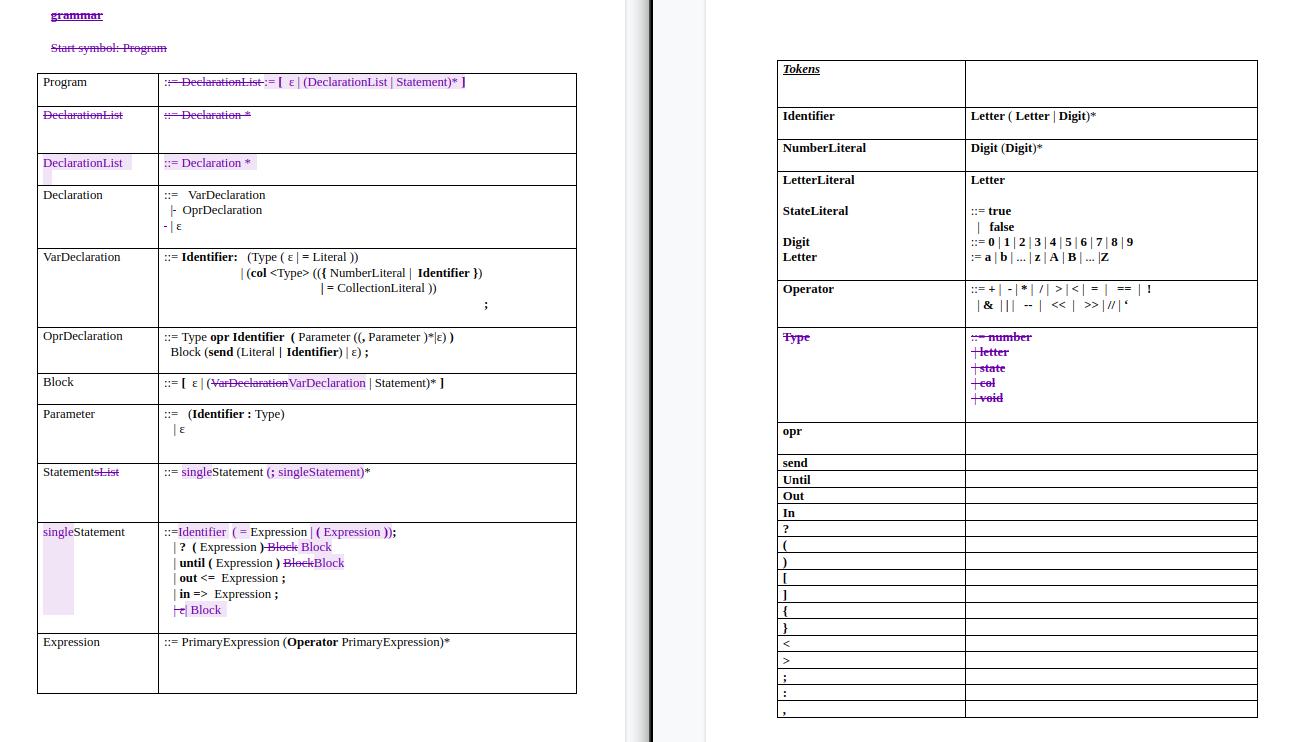 grammar
Start symbol: Program
Program ::= DeclarationList := [ ε | (DeclarationList | Statement)* ]
DeclarationList ::= Declaration *
DeclarationList ::= Declaration *
Declaration ::= VarDeclaration
|- OprDeclaration
- | ε
VarDeclaration ::= Identifier: (Type ( ε | = Literal ))
| (col <Type> (({ NumberLiteral | Identifier })
| = CollectionLiteral ))
;
OprDeclaration ::= Type opr Identifier ( Parameter ((, Parameter )*|ε) )
Block (send (Literal | Identifier) | ε) ;
Block ::= [ ε | (VarDeclarationVarDeclaration | Statement)* ]
Parameter ::= (Identifier : Type)
| ε
StatementsList ::= singleStatement (; singleStatement)*
singleStatement ::=Identifier ( = Expression | ( Expression ));
| ? ( Expression ) Block Block
| until ( Expression ) BlockBlock
| out <= Expression ;
| in => Expression ;
| ε| Block
Expression ::= PrimaryExpression (Operator PrimaryExpression)*
Tokens
Identifier Letter ( Letter | Digit)*
NumberLiteral Digit (Digit)*
LetterLiteral Letter
StateLiteral ::= true
| false
Digit ::= 0 | 1 | 2 | 3 | 4 | 5 | 6 | 7 | 8 | 9
Letter := a | b | ... | z | A | B | ... |Z
Operator ::= + | - | * | / | > | < | = | == | !
| & | | | -- | << | >> | // | ‘
Type ::= number
| letter
| state
| col
| void
opr
send
Until
Out
In
?
(
)
[
]
{
}
<
>
;
:
,